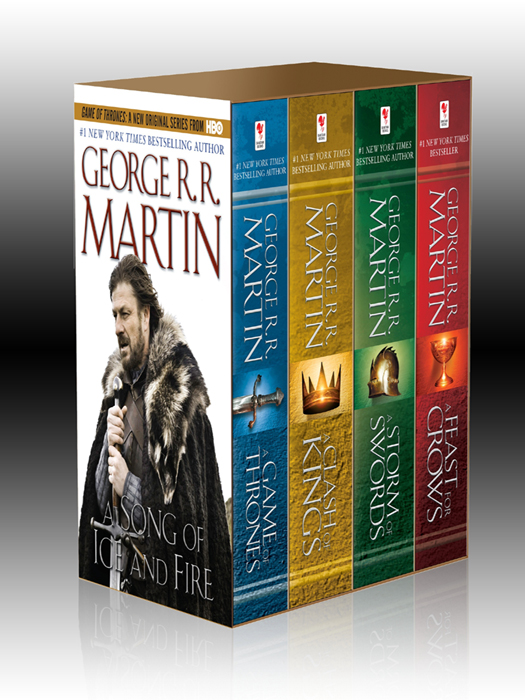 GAME OF THRONES: A NEW ORIGINAL SERIES FROM HBO
#1 NEW YORK TIMES BESTSELLING AUTHOR
GEORGE R.R.
MARTIN
A SONG OF
ICE AND FIRE
#1 NEW YORK TIMES
BESTSELLING AUTHOR
GEORGE R.R.
MARTIN
A GAME OF
THRONES
#1 NEW YORK TIMES
BESTSELLING AUTHOR
GEORGE R.R.
MARTIN
A CLASH OF
KINGS
#1 NEW YORK TIMES
BESTSELLING AUTHOR
GEORGE R.R.
MARTIN
A STORM OF
SWORDS
#1 NEW YORK TIMES
BESTSELLER
GEORGE R.R.
MARTIN
A FEAST FOR
CROWS